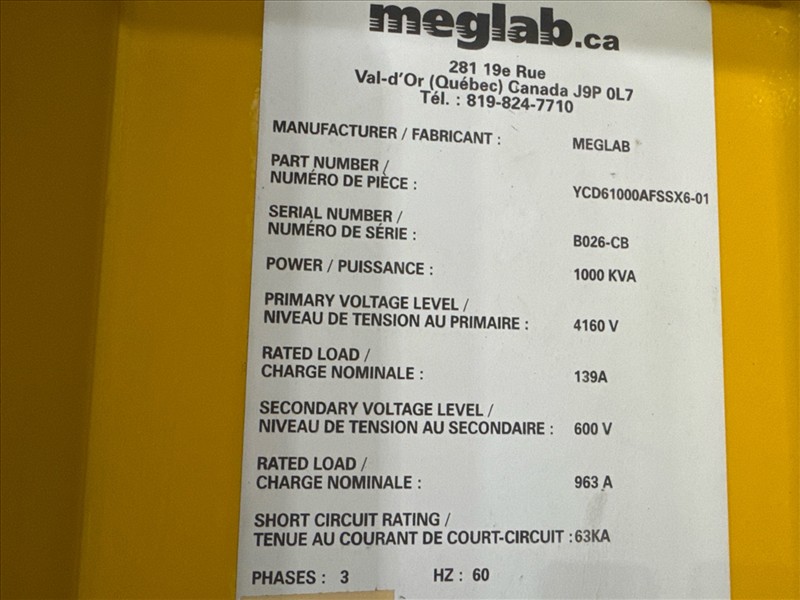 meglab.ca
281 19e Rue
Val-d'Or (Québec) Canada J9P 0L7
Tél. : 819-824-7710
MANUFACTURER / FABRICANT : MEGLAB
PART NUMBER /
NUMÉRO DE PIÈCE : YCD61000AFSSX6-01
SERIAL NUMBER /
NUMÉRO DE SÉRIE : B026-CB
POWER / PUISSANCE : 1000 KVA
PRIMARY VOLTAGE LEVEL /
NIVEAU DE TENSION AU PRIMAIRE : 4160 V
RATED LOAD /
CHARGE NOMINALE : 139A
SECONDARY VOLTAGE LEVEL /
NIVEAU DE TENSION AU SECONDAIRE : 600 V
RATED LOAD /
CHARGE NOMINALE : 963 A
SHORT CIRCUIT RATING /
TENUE AU COURANT DE COURT-CIRCUIT : 63KA
PHASES : 3 HZ : 60